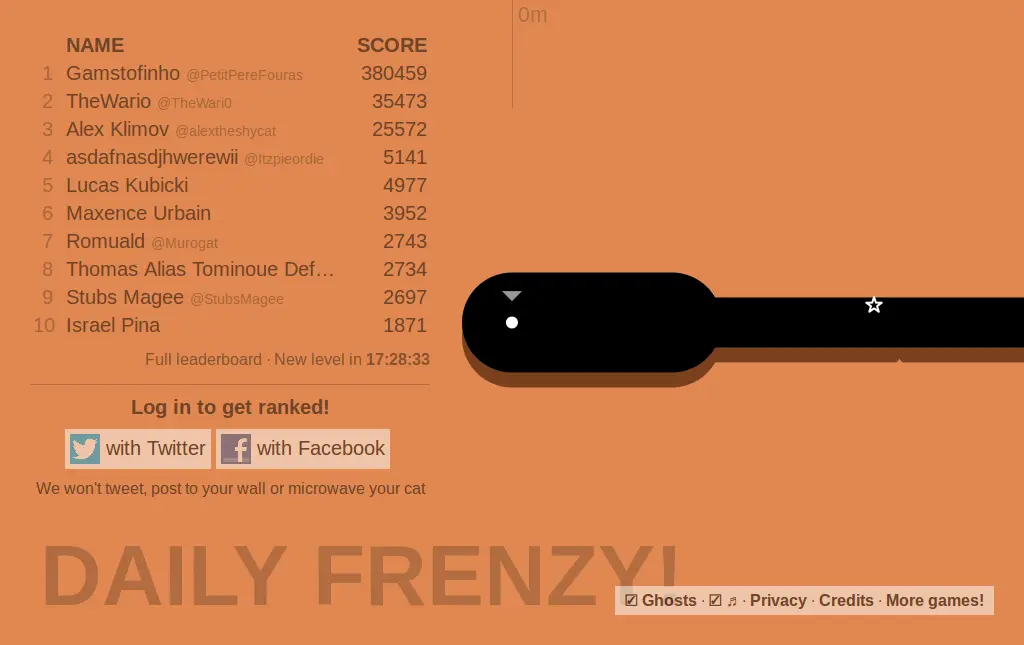 0m
NAME SCORE
1 Gamstofinho @PetitPereFouras 380459
2 TheWario @TheWari0 35473
3 Alex Klimov @alextheshycat 25572
4 asdafnasdjhwerewii @Itzpieordie 5141
5 Lucas Kubicki 4977
6 Maxence Urbain 3952
7 Romuald @Murogat 2743
8 Thomas Alias Tominoue Def… 2734
9 Stubs Magee @StubsMagee 2697
10 Israel Pina 1871
Full leaderboard · New level in 17:28:33
Log in to get ranked!
with Twitter with Facebook
We won't tweet, post to your wall or microwave your cat
DAILY FRENZY!
☑ Ghosts · ☑ ♬ · Privacy · Credits · More games!